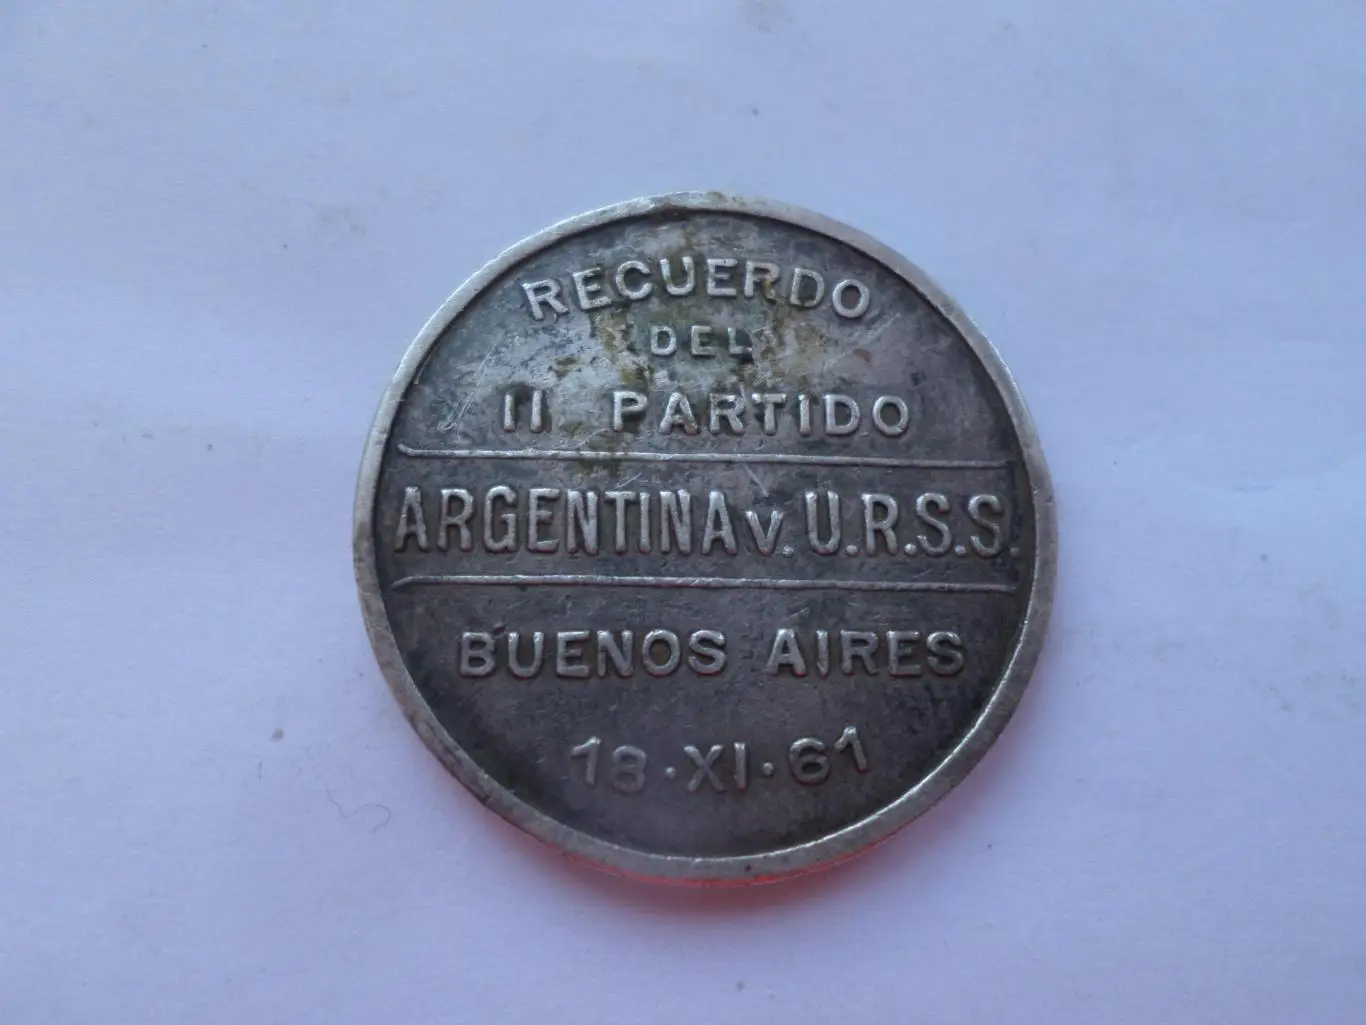 RECUERDO
DEL
II PARTIDO
ARGENTINA v. U.R.S.S.
BUENOS AIRES
18·XI·61